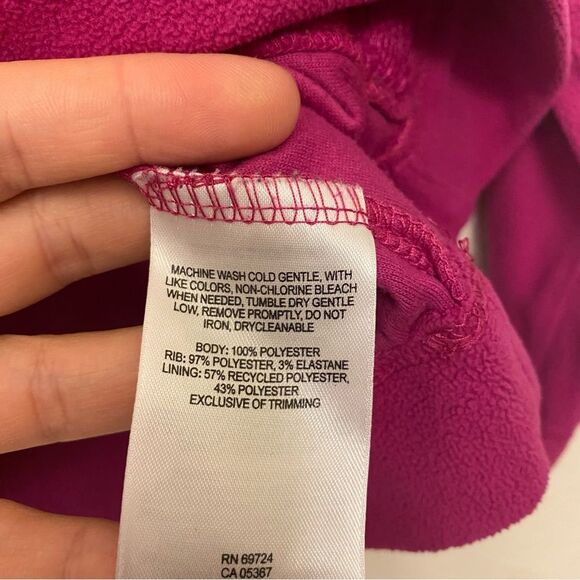 MACHINE WASH COLD GENTLE, WITH
LIKE COLORS, NON-CHLORINE BLEACH
WHEN NEEDED, TUMBLE DRY GENTLE
LOW, REMOVE PROMPTLY, DO NOT
IRON, DRYCLEANABLE
BODY: 100% POLYESTER
RIB: 97% POLYESTER, 3% ELASTANE
LINING: 57% RECYCLED POLYESTER,
43% POLYESTER
EXCLUSIVE OF TRIMMING
RN 69724
CA 05367